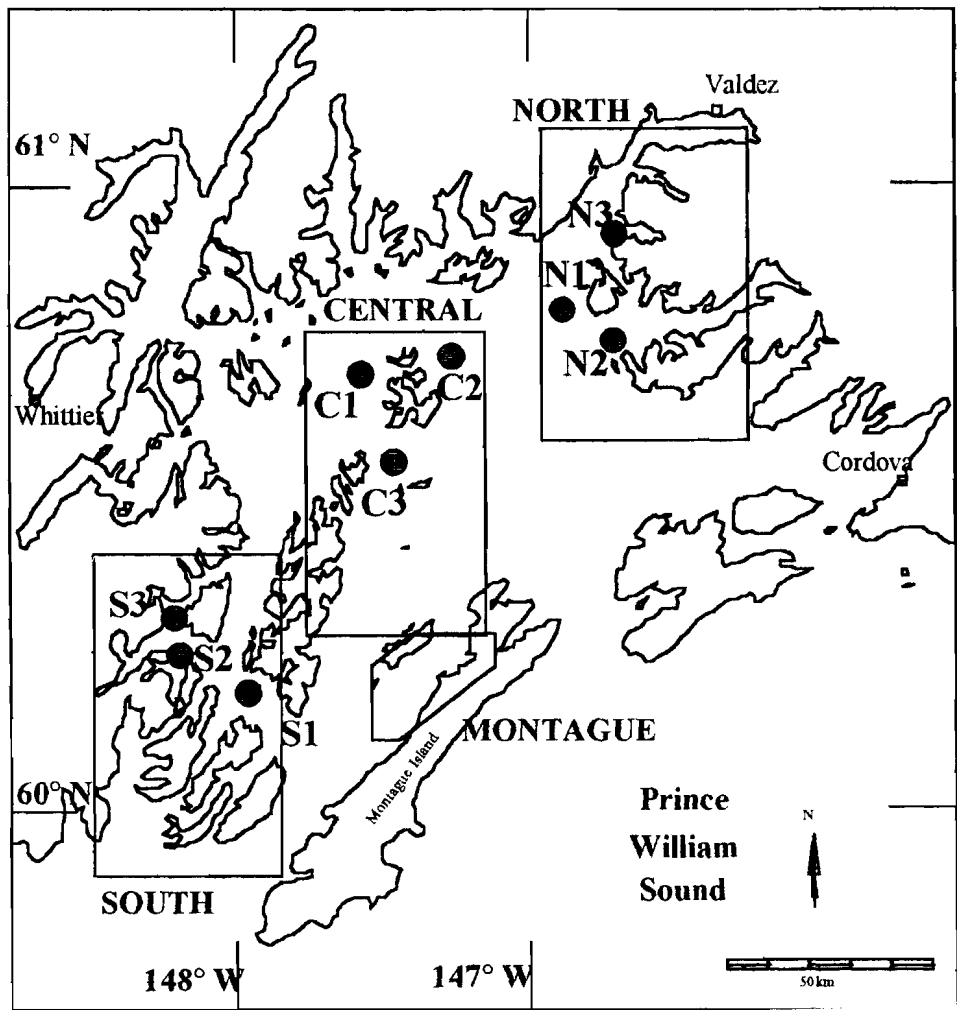 Valdez
NORTH
61° N
N3
N1
CENTRAL
N2
C2
C1
Whittier
Cordova
C3
S3
S2
S1
MONTAGUE
Montague Island
60° N
Prince
William
Sound
N
SOUTH
148° W
147° W
50 km